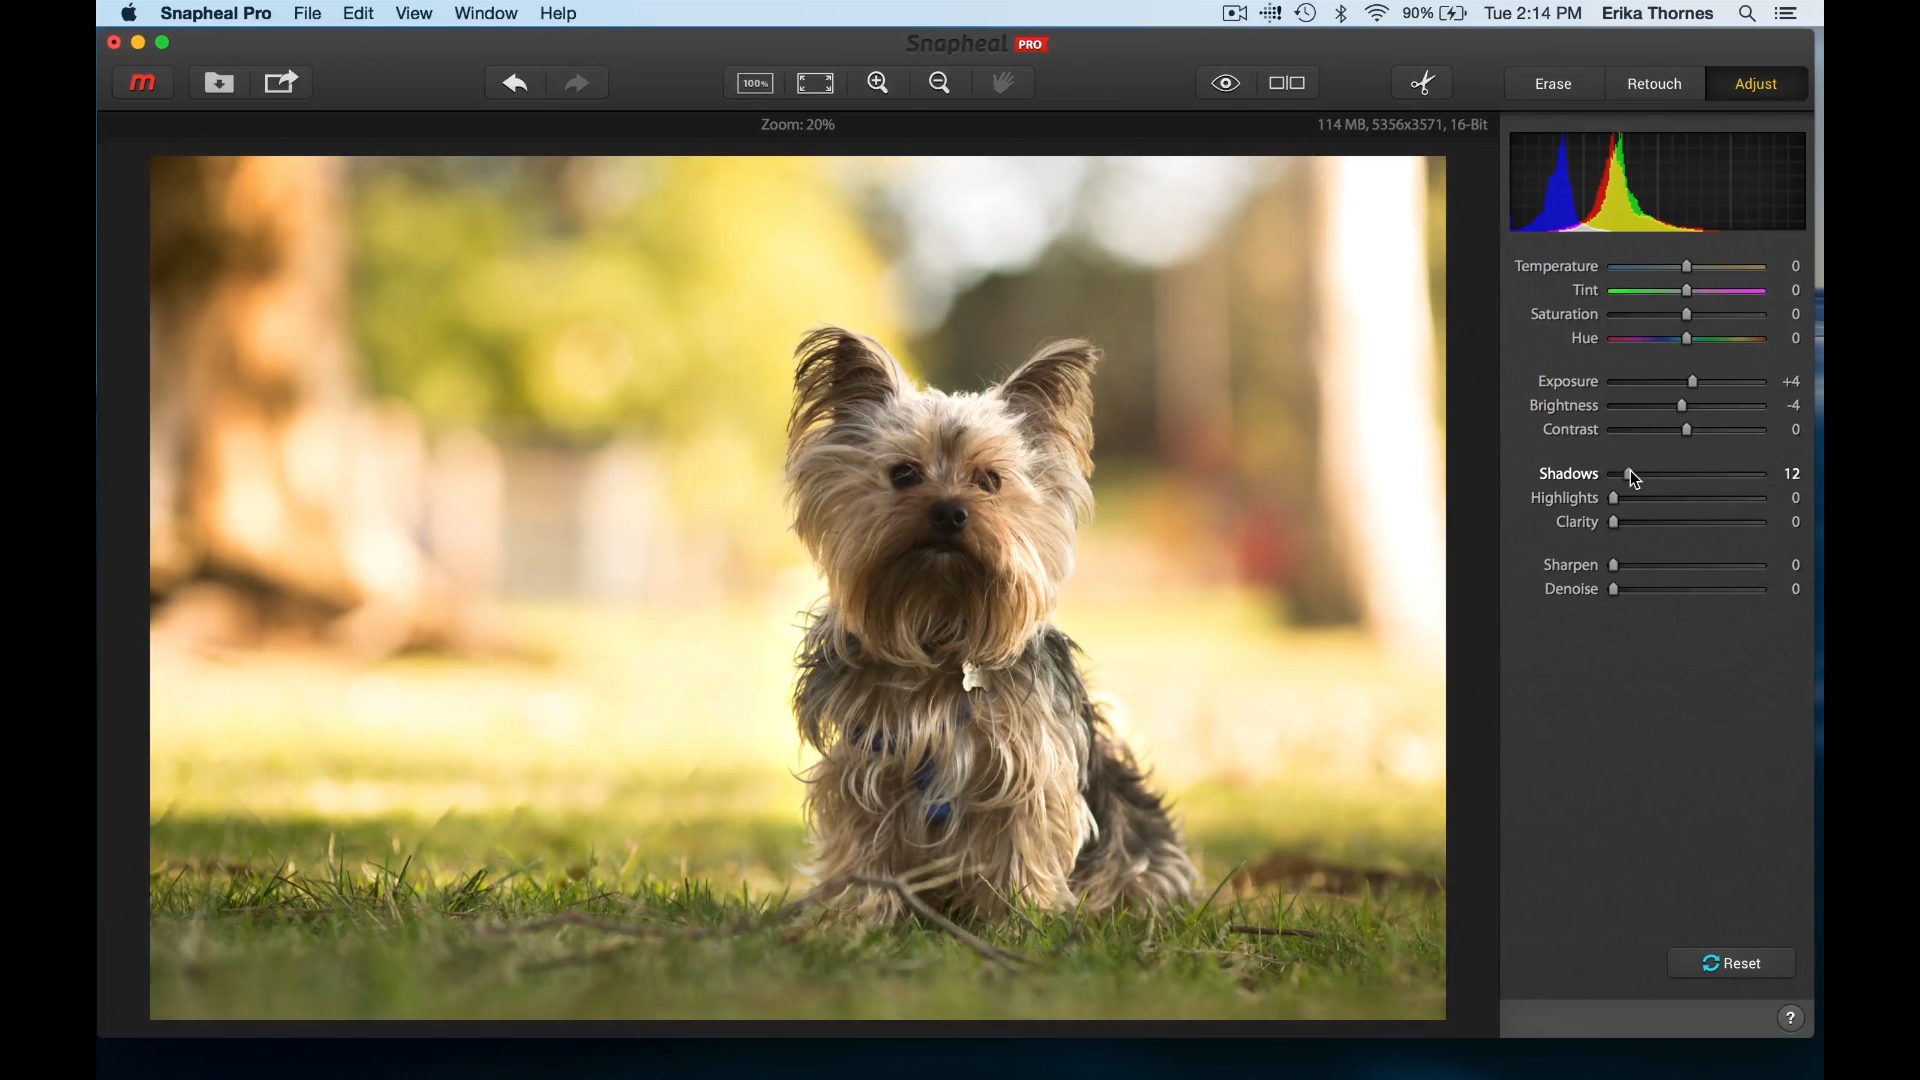 Snapheal Pro File Edit View Window Help 90% Tue 2:14 PM Erika Thornes
Snapheal PRO
m 100% Erase Retouch Adjust
Zoom: 20% 114 MB, 5356x3571, 16-Bit
Temperature 0
Tint 0
Saturation 0
Hue 0
Exposure +4
Brightness -4
Contrast 0
Shadows 12
Highlights 0
Clarity 0
Sharpen 0
Denoise 0
Reset
?